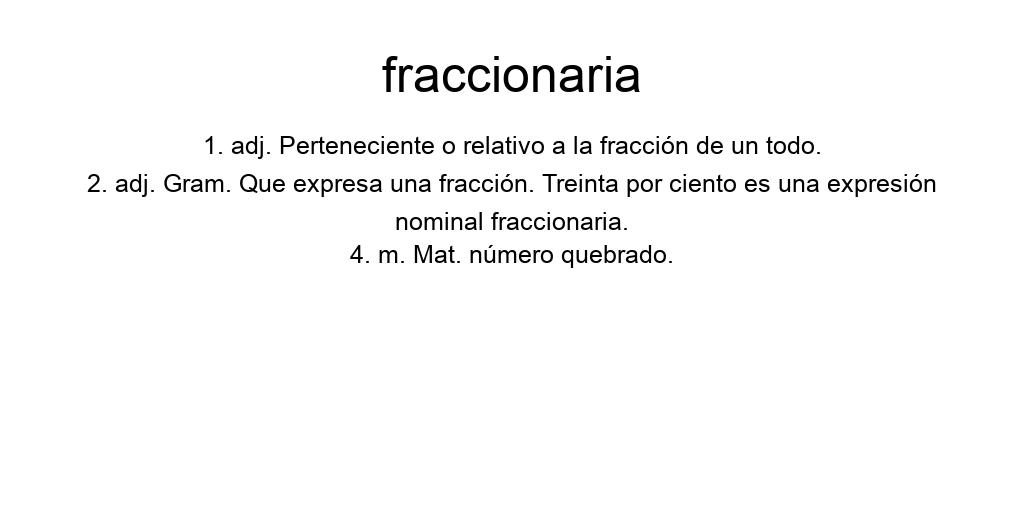 fraccionaria
1. adj. Perteneciente o relativo a la fracción de un todo.
2. adj. Gram. Que expresa una fracción. Treinta por ciento es una expresión
nominal fraccionaria.
4. m. Mat. número quebrado.